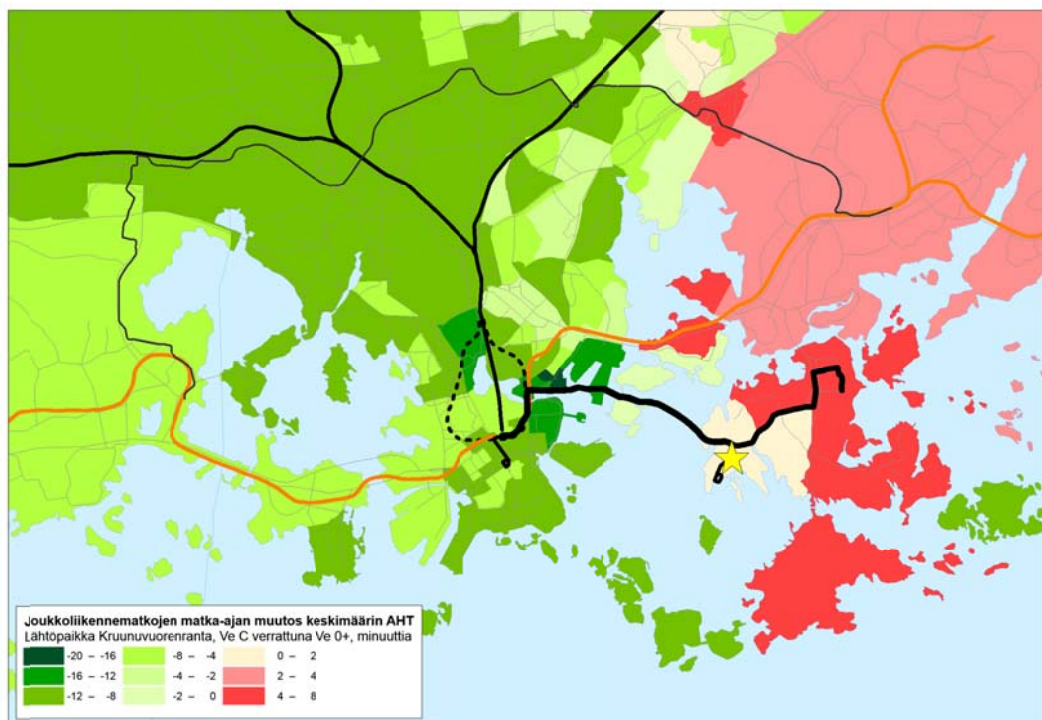 Joukkoliikennematkojen matka-ajan muutos keskimäärin AHT
Lähtöpaikka Kruunuvuorenranta, Ve C verrattuna Ve 0+, minuuttia
-20 – -16 -8 – -4 0 – 2
-16 – -12 -4 – -2 2 – 4
-12 – -8 -2 – 0 4 – 8